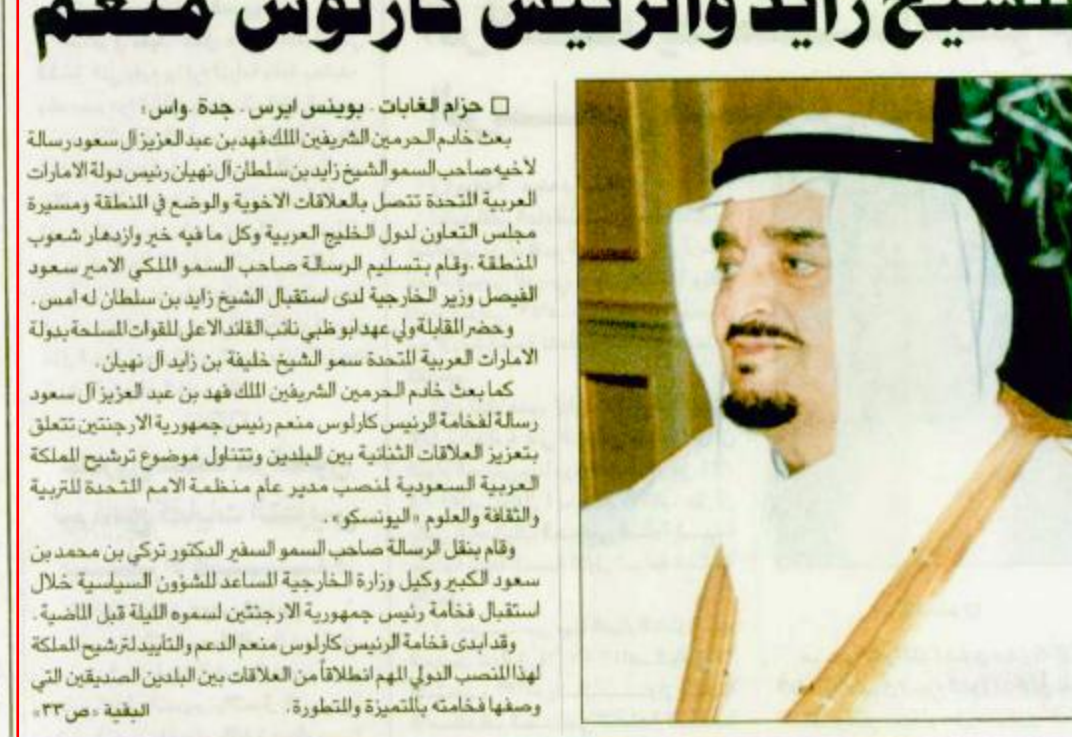 الشيخ زايد والرئيس كارلوس منعم
□ حزام الغابات . بوينس ايرس . جدة .واس:
بعث خادم الحرمين الشريفين الملك فهد بن عبد العزيز آل سعود رسالة
لاخيه صاحب السمو الشيخ زايد بن سلطان آل نهيان رئيس دولة الامارات
العربية المتحدة تتصل بالعلاقات الاخوية والوضع في المنطقة ومسيرة
مجلس التعاون لدول الخليج العربية وكل ما فيه خير وازدهار شعوب
المنطقة .وقام بتسليم الرسالة صاحب السمو الملكي الامير سعود
الفيصل وزير الخارجية لدى استقبال الشيخ زايد بن سلطان له امس .
وحضر المقابلة ولي عهد ابو ظبي نائب القائد الاعلى للقوات المسلحة بدولة
الامارات العربية المتحدة سمو الشيخ خليفة بن زايد آل نهيان .
كما بعث خادم الحرمين الشريفين الملك فهد بن عبد العزيز آل سعود
رسالة لفخامة الرئيس كارلوس منعم رئيس جمهورية الارجنتين تتعلق
بتعزيز العلاقات الثنائية بين البلدين وتتناول موضوع ترشيح المملكة
العربية السعودية لمنصب مدير عام منظمة الامم المتحدة للتربية
والثقافة والعلوم «اليونسكو» .
وقام بنقل الرسالة صاحب السمو السفير الدكتور تركي بن محمد بن
سعود الكبير وكيل وزارة الخارجية المساعد للشؤون السياسية خلال
استقبال فخامة رئيس جمهورية الارجنتين لسموه الليلة قبل الماضية .
وقد ابدى فخامة الرئيس كارلوس منعم الدعم والتأييد لترشيح المملكة
لهذا المنصب الدولي المهم انطلاقاً من العلاقات بين البلدين الصديقين التي
وصفها فخامته بالمتميزة والمتطورة . البقية «ص٣٣»